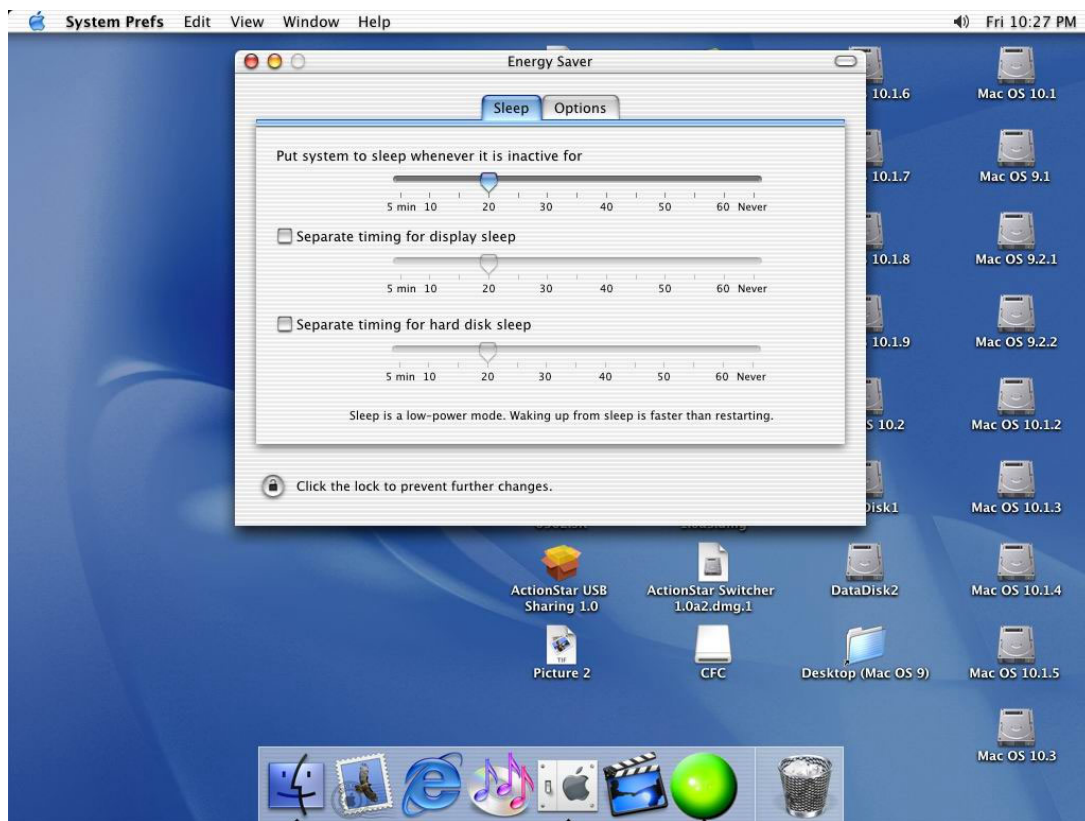 System Prefs Edit View Window Help Fri 10:27 PM
Energy Saver
Sleep Options
Put system to sleep whenever it is inactive for
5 min 10 20 30 40 50 60 Never
Separate timing for display sleep
5 min 10 20 30 40 50 60 Never
Separate timing for hard disk sleep
5 min 10 20 30 40 50 60 Never
Sleep is a low-power mode. Waking up from sleep is faster than restarting.
Click the lock to prevent further changes.
10.1.6 Mac OS 10.1
10.1.7 Mac OS 9.1
10.1.8 Mac OS 9.2.1
10.1.9 Mac OS 9.2.2
10.2 Mac OS 10.1.2
Mac OS 10.1.3
ActionStar USB
Sharing 1.0
ActionStar Switcher
1.0a2.dmg.1
DataDisk2
Mac OS 10.1.4
TIF
Picture 2
CFC
Desktop (Mac OS 9)
Mac OS 10.1.5
Mac OS 10.3